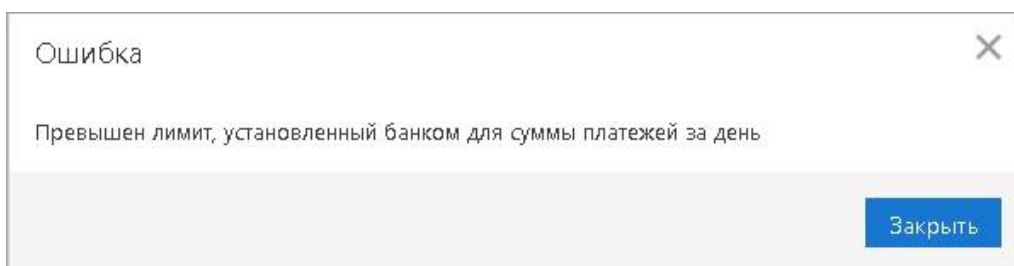 Ошибка
Превышен лимит, установленный банком для суммы платежей за день
Закрыть